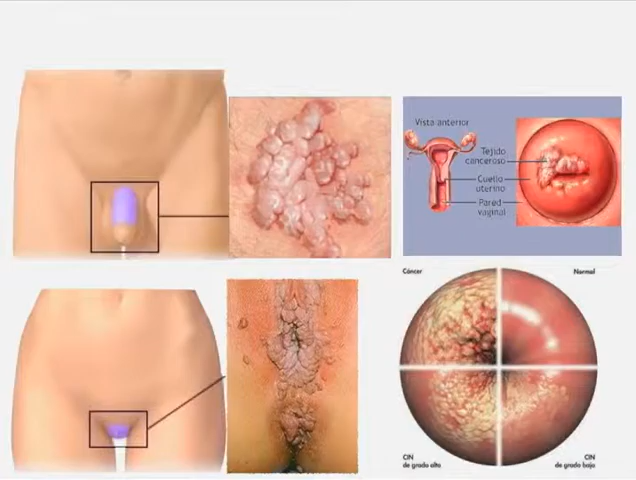 Vista anterior
Tejido
canceroso
Cuello
uterino
Pared
vaginal
Cáncer
Normal
CIN
de grado alto
CIN
de grado bajo